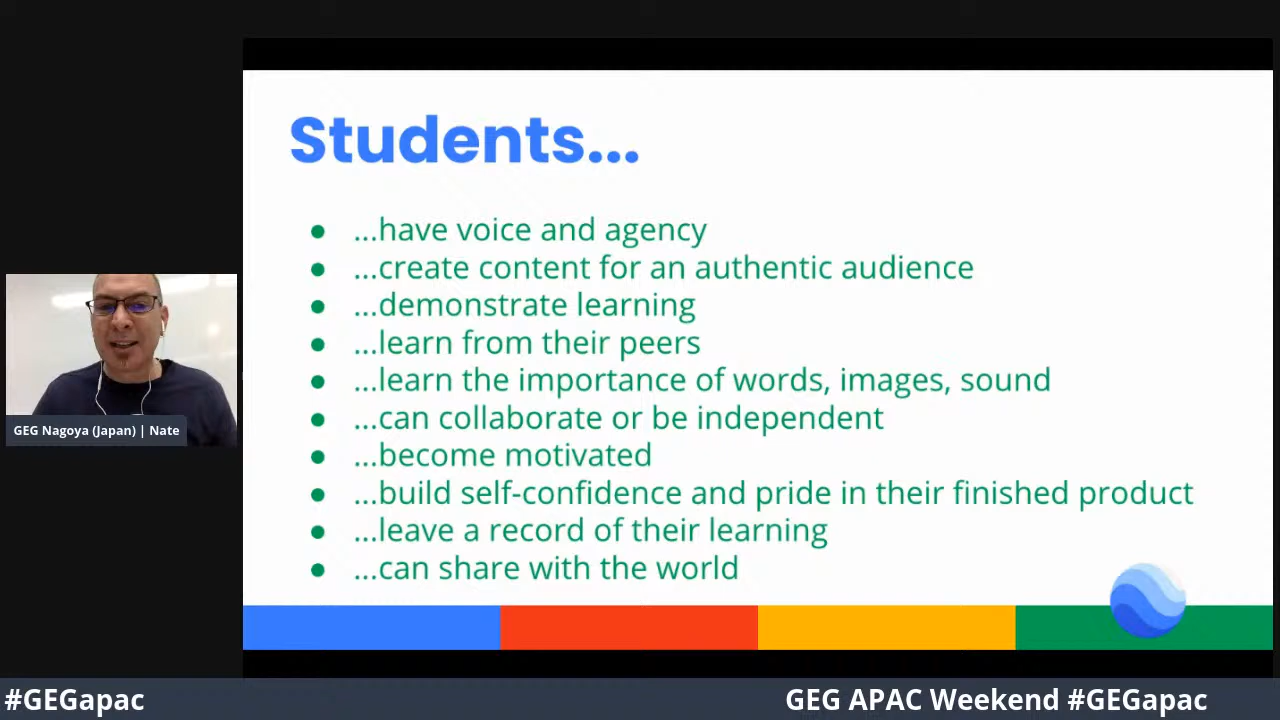 Students...
● ...have voice and agency
● ...create content for an authentic audience
● ...demonstrate learning
● ...learn from their peers
● ...learn the importance of words, images, sound
● ...can collaborate or be independent
● ...become motivated
● ...build self-confidence and pride in their finished product
● ...leave a record of their learning
● ...can share with the world
GEG Nagoya (Japan) | Nate
#GEGapac
GEG APAC Weekend #GEGapac